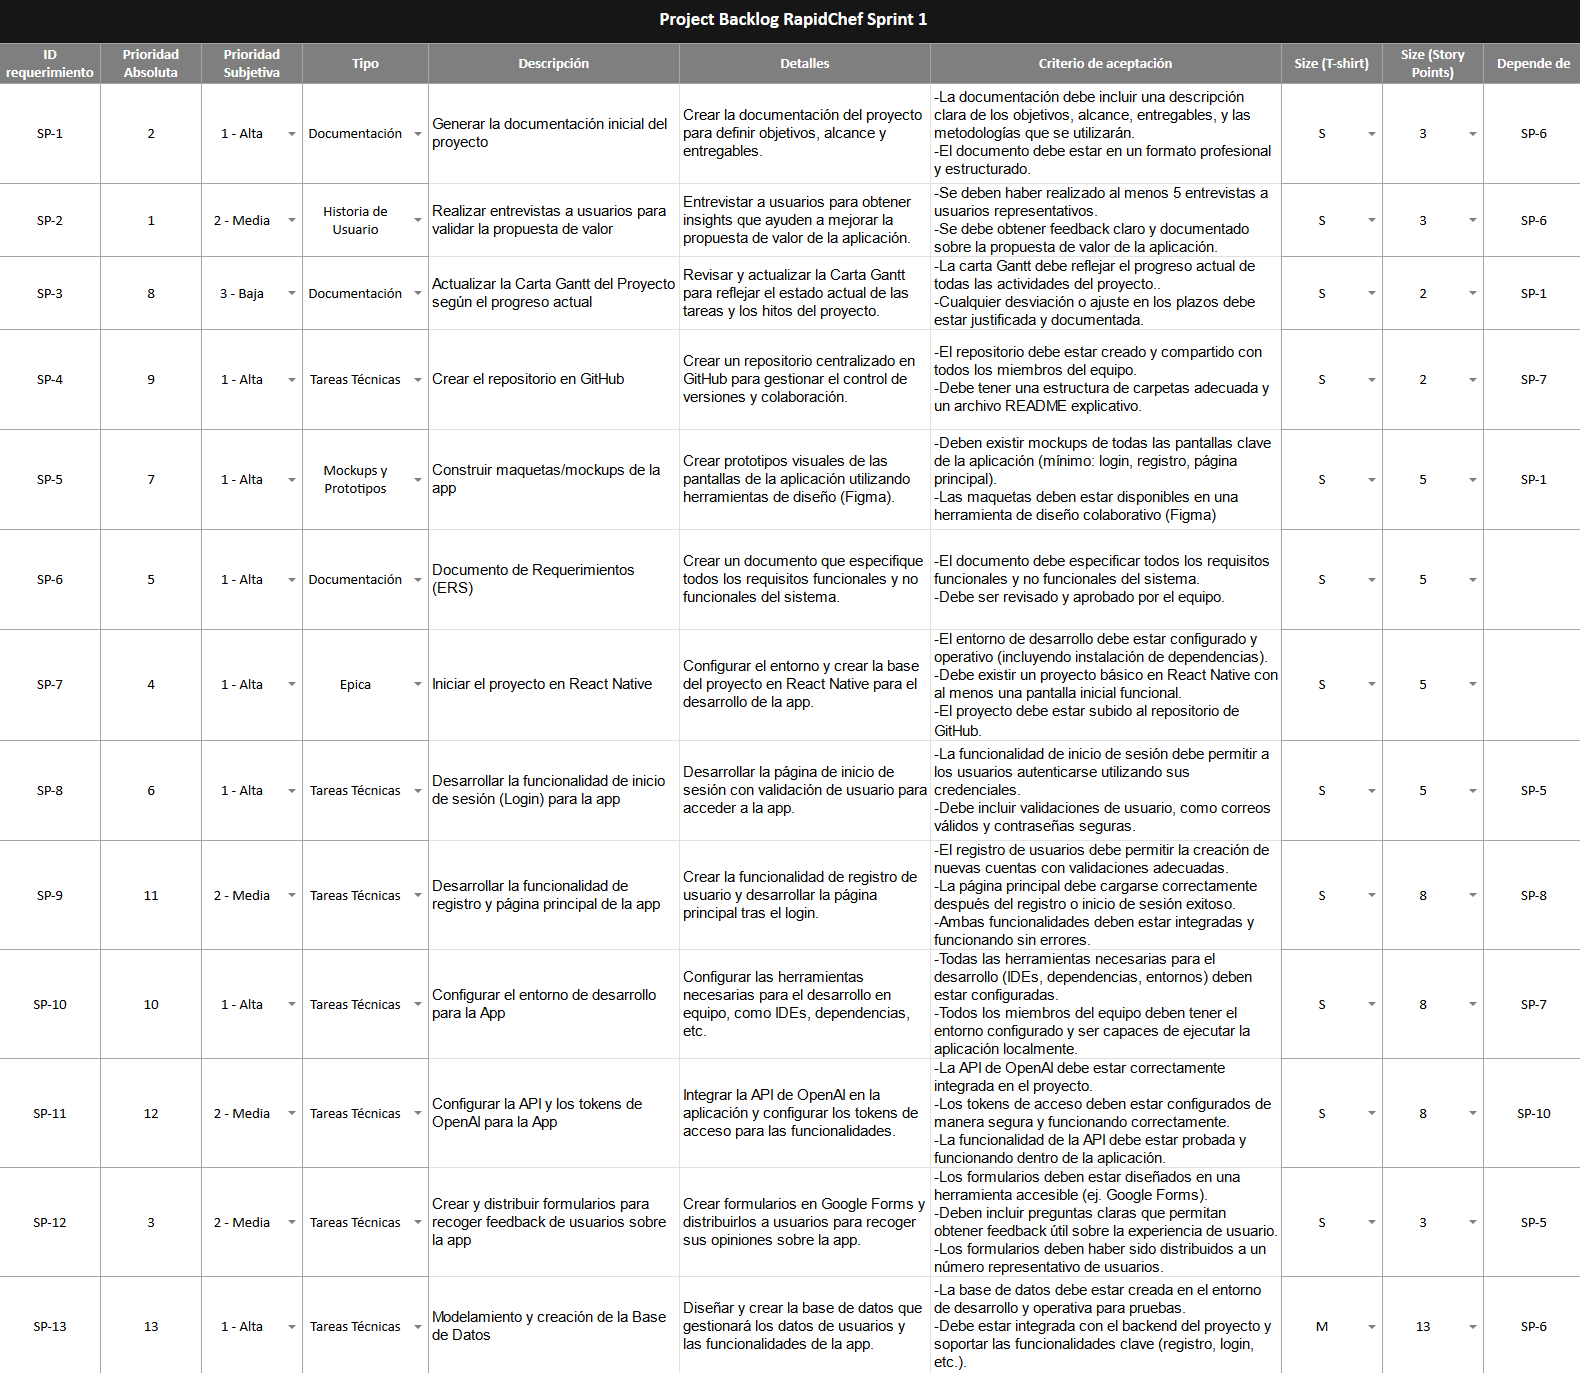 Project Backlog RapidChef Sprint 1
ID
requerimiento
Prioridad
Absoluta
Prioridad
Subjetiva
Tipo
Descripción
Detalles
Criterio de aceptación
Size (T-shirt)
Size (Story
Points)
Depende de
SP-1
2
1 - Alta
Documentación
Generar la documentación inicial del
proyecto
Crear la documentación del proyecto
para definir objetivos, alcance y
entregables.
-La documentación debe incluir una descripción
clara de los objetivos, alcance, entregables, y las
metodologías que se utilizarán.
-El documento debe estar en un formato profesional
y estructurado.
S
3
SP-6
SP-2
1
2 - Media
Historia de
Usuario
Realizar entrevistas a usuarios para
validar la propuesta de valor
Entrevistar a usuarios para obtener
insights que ayuden a mejorar la
propuesta de valor de la aplicación.
-Se deben haber realizado al menos 5 entrevistas a
usuarios representativos.
-Se debe obtener feedback claro y documentado
sobre la propuesta de valor de la aplicación.
S
3
SP-6
SP-3
8
3 - Baja
Documentación
Actualizar la Carta Gantt del Proyecto
según el progreso actual
Revisar y actualizar la Carta Gantt
para reflejar el estado actual de las
tareas y los hitos del proyecto.
-La carta Gantt debe reflejar el progreso actual de
todas las actividades del proyecto..
-Cualquier desviación o ajuste en los plazos debe
estar justificada y documentada.
S
2
SP-1
SP-4
9
1 - Alta
Tareas Técnicas
Crear el repositorio en GitHub
Crear un repositorio centralizado en
GitHub para gestionar el control de
versiones y colaboración.
-El repositorio debe estar creado y compartido con
todos los miembros del equipo.
-Debe tener una estructura de carpetas adecuada y
un archivo README explicativo.
S
2
SP-7
SP-5
7
1 - Alta
Mockups y
Prototipos
Construir maquetas/mockups de la
app
Crear prototipos visuales de las
pantallas de la aplicación utilizando
herramientas de diseño (Figma).
-Deben existir mockups de todas las pantallas clave
de la aplicación (mínimo: login, registro, página
principal).
-Las maquetas deben estar disponibles en una
herramienta de diseño colaborativo (Figma)
S
5
SP-1
SP-6
5
1 - Alta
Documentación
Documento de Requerimientos
(ERS)
Crear un documento que especifique
todos los requisitos funcionales y no
funcionales del sistema.
-El documento debe especificar todos los requisitos
funcionales y no funcionales del sistema.
-Debe ser revisado y aprobado por el equipo.
S
5
SP-7
4
1 - Alta
Epica
Iniciar el proyecto en React Native
Configurar el entorno y crear la base
del proyecto en React Native para el
desarrollo de la app.
-El entorno de desarrollo debe estar configurado y
operativo (incluyendo instalación de dependencias).
-Debe existir un proyecto básico en React Native con
al menos una pantalla inicial funcional.
-El proyecto debe estar subido al repositorio de
GitHub.
S
5
SP-8
6
1 - Alta
Tareas Técnicas
Desarrollar la funcionalidad de inicio
de sesión (Login) para la app
Desarrollar la página de inicio de
sesión con validación de usuario para
acceder a la app.
-La funcionalidad de inicio de sesión debe permitir a
los usuarios autenticarse utilizando sus
credenciales.
-Debe incluir validaciones de usuario, como correos
válidos y contraseñas seguras.
S
5
SP-5
SP-9
11
2 - Media
Tareas Técnicas
Desarrollar la funcionalidad de
registro y página principal de la app
Crear la funcionalidad de registro de
usuario y desarrollar la página
principal tras el login.
-El registro de usuarios debe permitir la creación de
nuevas cuentas con validaciones adecuadas.
-La página principal debe cargarse correctamente
después del registro o inicio de sesión exitoso.
-Ambas funcionalidades deben estar integradas y
funcionando sin errores.
S
8
SP-8
SP-10
10
1 - Alta
Tareas Técnicas
Configurar el entorno de desarrollo
para la App
Configurar las herramientas
necesarias para el desarrollo en
equipo, como IDEs, dependencias,
etc.
-Todas las herramientas necesarias para el
desarrollo (IDEs, dependencias, entornos) deben
estar configuradas.
-Todos los miembros del equipo deben tener el
entorno configurado y ser capaces de ejecutar la
aplicación localmente.
S
8
SP-7
SP-11
12
2 - Media
Tareas Técnicas
Configurar la API y los tokens de
OpenAI para la App
Integrar la API de OpenAI en la
aplicación y configurar los tokens de
acceso para las funcionalidades.
-La API de OpenAI debe estar correctamente
integrada en el proyecto.
-Los tokens de acceso deben estar configurados de
manera segura y funcionando correctamente.
-La funcionalidad de la API debe estar probada y
funcionando dentro de la aplicación.
S
8
SP-10
SP-12
3
2 - Media
Tareas Técnicas
Crear y distribuir formularios para
recoger feedback de usuarios sobre
la app
Crear formularios en Google Forms y
distribuirlos a usuarios para recoger
sus opiniones sobre la app.
-Los formularios deben estar diseñados en una
herramienta accesible (ej. Google Forms).
-Deben incluir preguntas claras que permitan
obtener feedback útil sobre la experiencia de usuario.
-Los formularios deben haber sido distribuidos a un
número representativo de usuarios.
S
3
SP-5
SP-13
13
1 - Alta
Tareas Técnicas
Modelamiento y creación de la Base
de Datos
Diseñar y crear la base de datos que
gestionará los datos de usuarios y
las funcionalidades de la app.
-La base de datos debe estar creada en el entorno
de desarrollo y operativa para pruebas.
-Debe estar integrada con el backend del proyecto y
soportar las funcionalidades clave (registro, login,
etc.).
M
13
SP-6